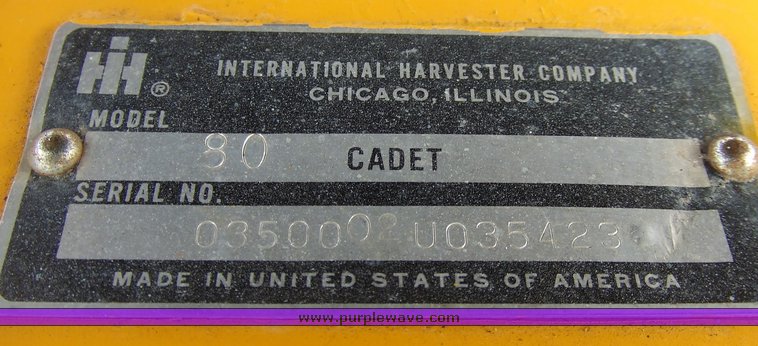 IH ®
INTERNATIONAL HARVESTER COMPANY
CHICAGO, ILLINOIS
MODEL
80 CADET
SERIAL NO.
0350002 U035423
MADE IN UNITED STATES OF AMERICA
www.purplewave.com